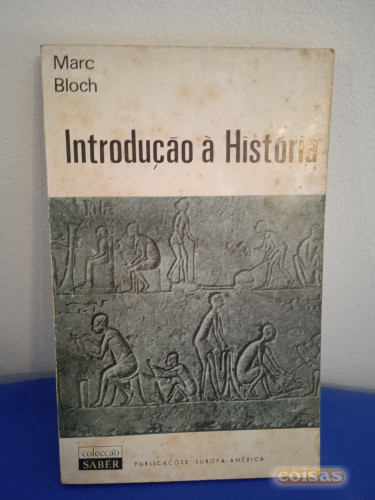 Marc
Bloch
Introdução à História
colecção
SABER
PUBLICAÇÕES EUROPA-AMÉRICA
coisas